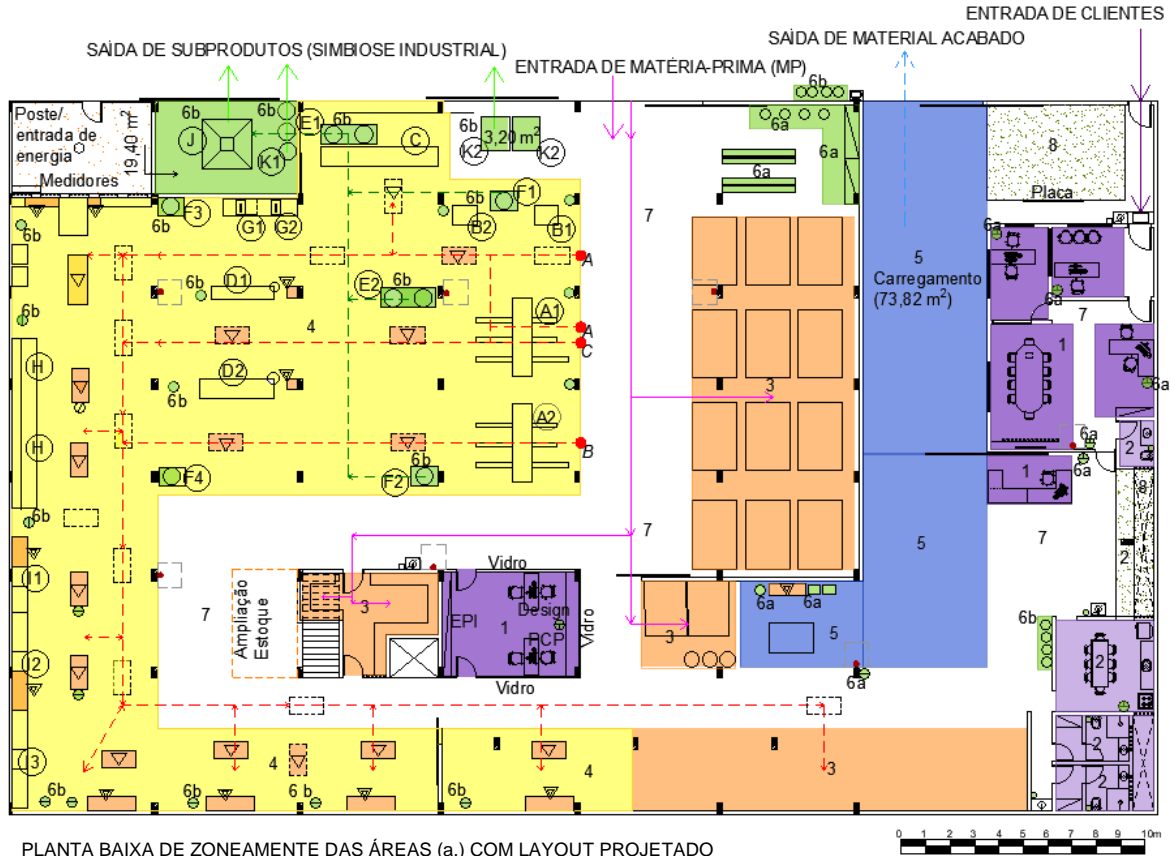 ENTRADA DE CLIENTES
SAÍDA DE SUBPRODUTOS (SIMBIOSE INDUSTRIAL)
SAÍDA DE MATERIAL ACABADO
ENTRADA DE MATÉRIA-PRIMA (MP)
6b
Poste/
entrada de
energia
Medidores
19,40 m²
6b
J
6b
K1
E1
C
6b
3,20 m²
K2
K2
6a
6a
6a
8
Placa
F3
6b
G1
G2
6b
F1
6b
B2
B1
7
6a
6b
A
5
Carregamento
(73,82 m²)
6b
D1
E2
6b
6a
7
4
A1
A
C
1
6b
H
D2
6b
A2
3
6a
B
2
6a
6a
H
F4
6b
F2
1
8
6b
7
5
7
2
I1
7
Ampliação
Estoque
3
Vidro
EPI
1
Design
PCP
Vidro
Vidro
3
6a
6a
5
6a
6b
2
I2
I3
4
4
3
2
2
6b
6b
6 b
6b
PLANTA BAIXA DE ZONEAMENTE DAS ÁREAS (a.) COM LAYOUT PROJETADO
0 1 2 3 4 5 6 7 8 9 10m